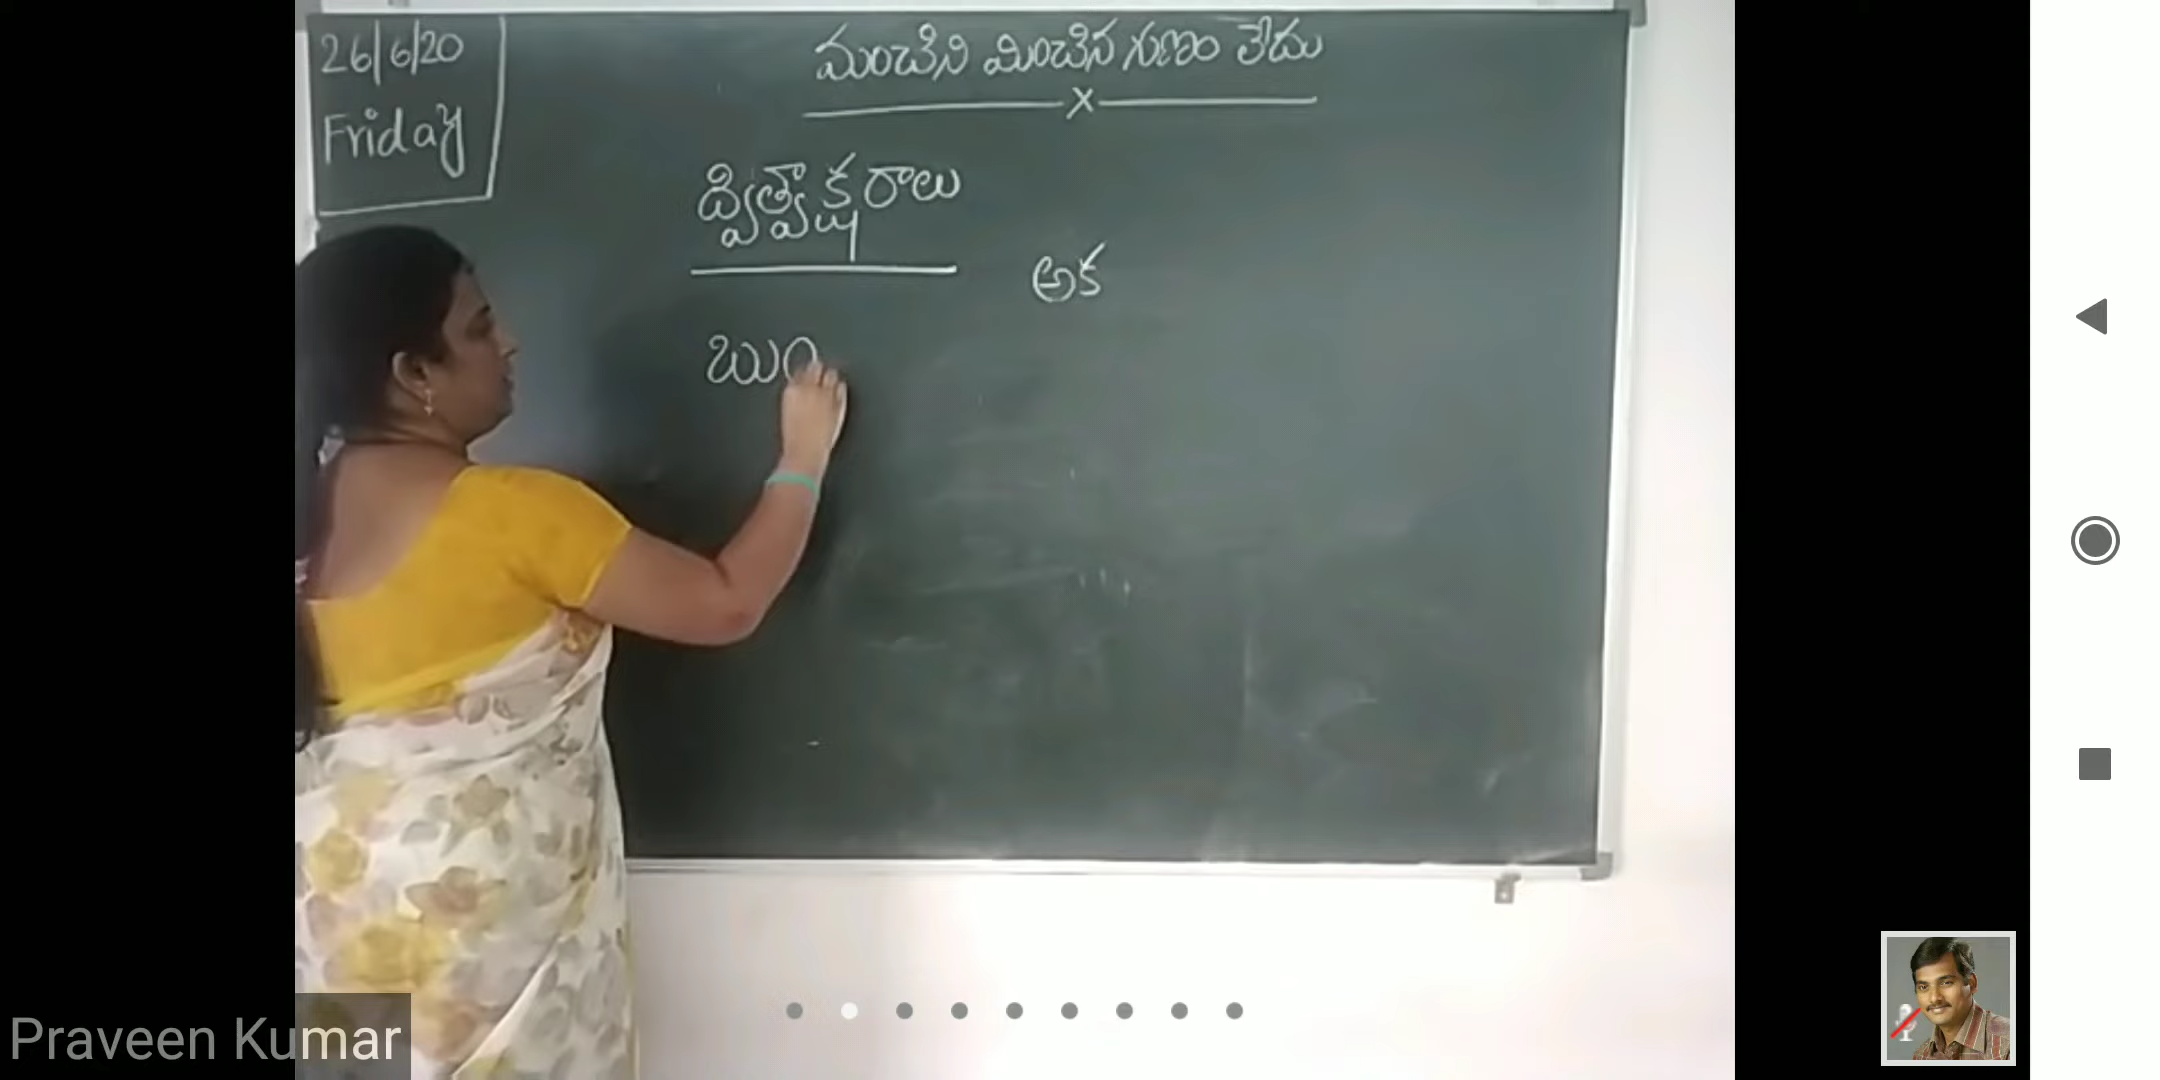 26/6/20
Friday
మంచికిని మించిన గుణం లేదు
x
ద్విత్వాక్షరాలు
అక
బు
Praveen Kumar